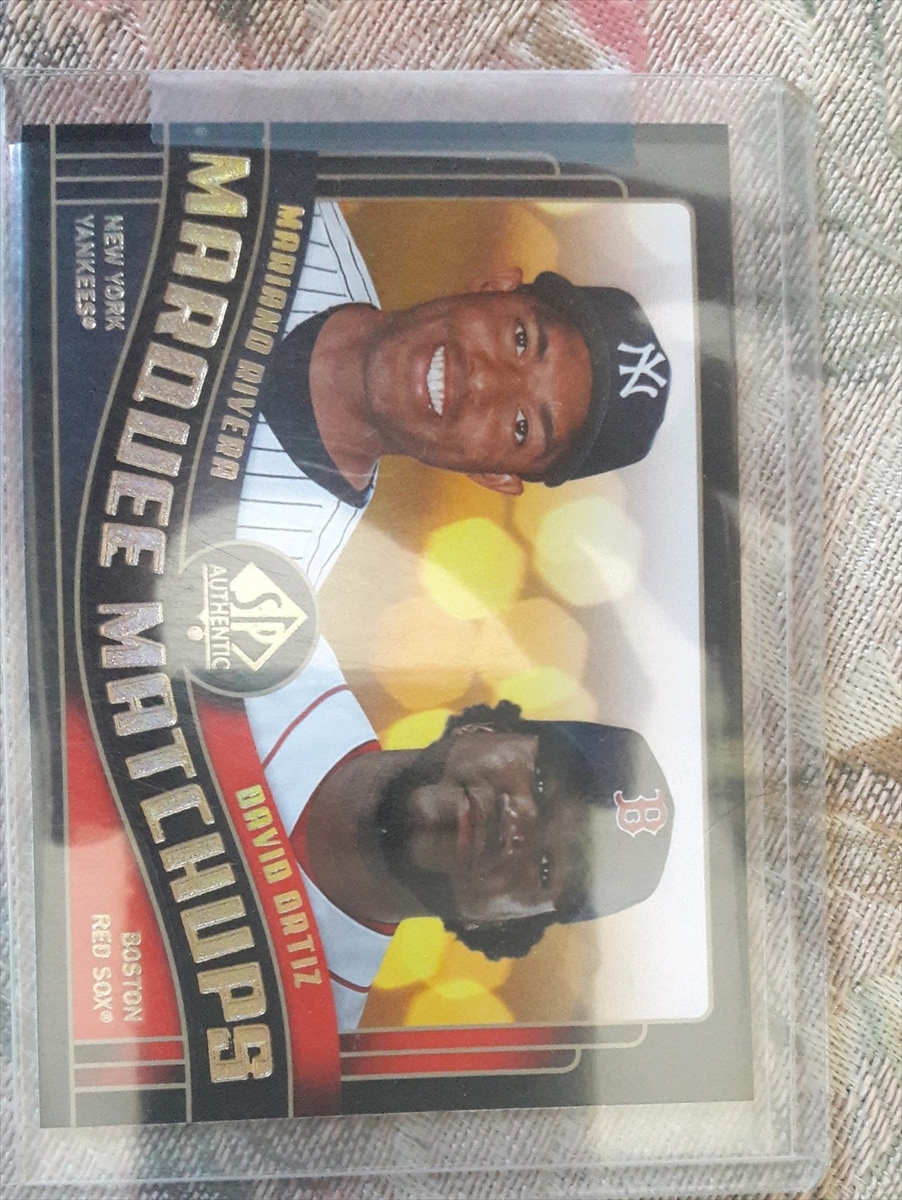 NY
B
MARIANO RIVERA
DAVID ORTIZ
SP
AUTHENTIC®
MARQUEE MATCHUPS
NEW YORK
YANKEES®
BOSTON
RED SOX®